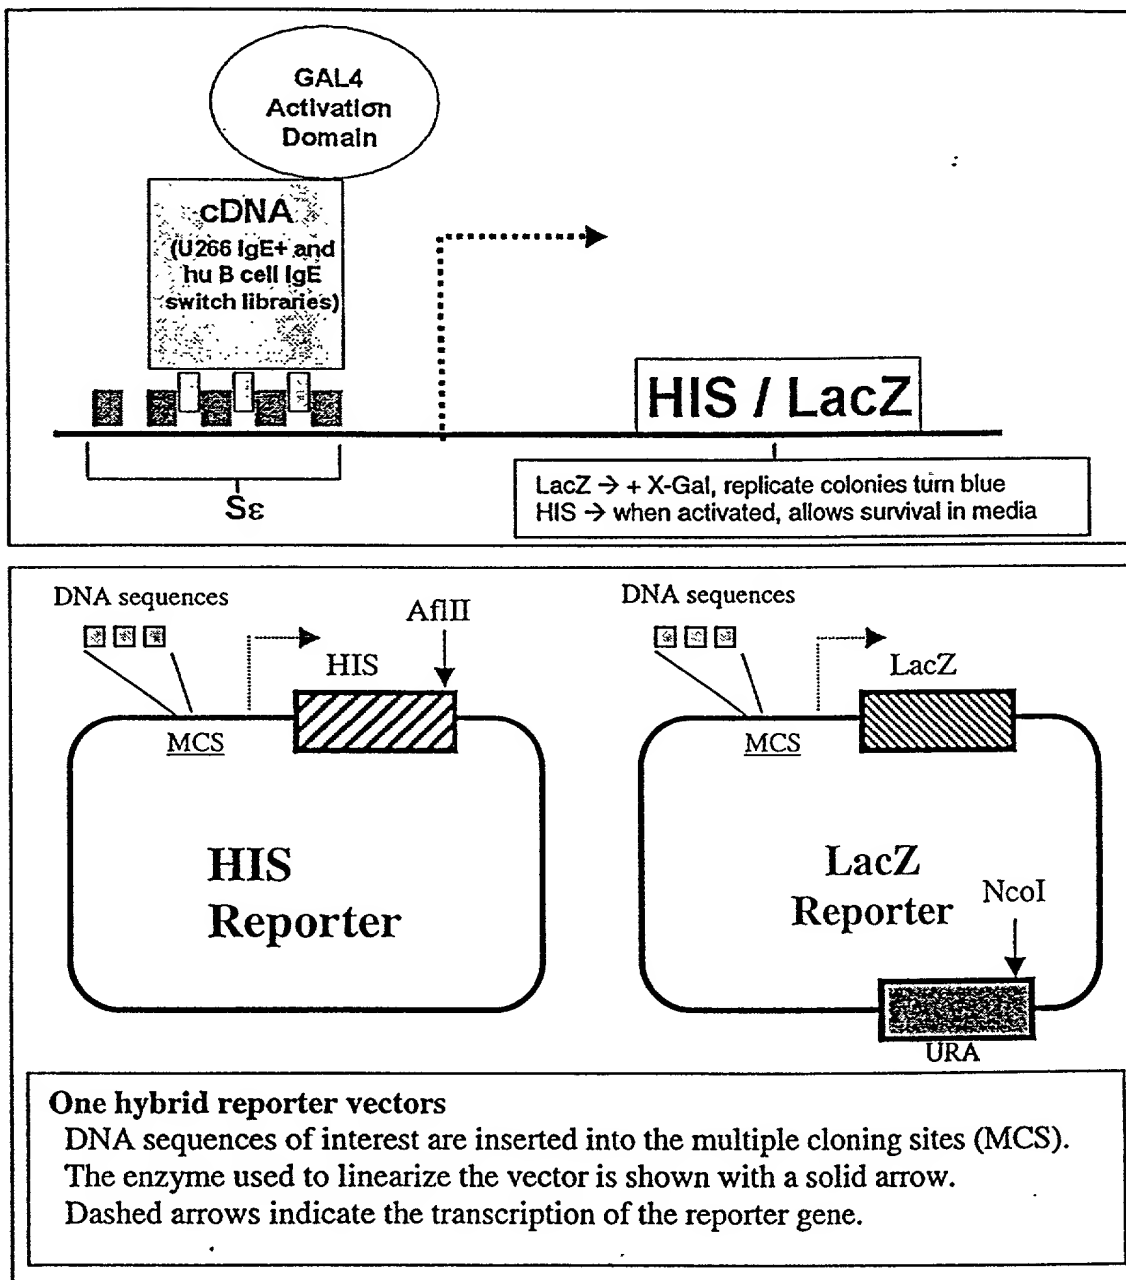 GAL4
Activation
Domain
cDNA
(U266 IgE+ and
hu B cell IgE
switch libraries)
HIS / LacZ
Sε
LacZ → + X-Gal, replicate colonies turn blue
HIS → when activated, allows survival in media
DNA sequences
AflII
HIS
MCS
HIS
Reporter
DNA sequences
LacZ
MCS
LacZ
Reporter
NcoI
URA
One hybrid reporter vectors
DNA sequences of interest are inserted into the multiple cloning sites (MCS).
The enzyme used to linearize the vector is shown with a solid arrow.
Dashed arrows indicate the transcription of the reporter gene.